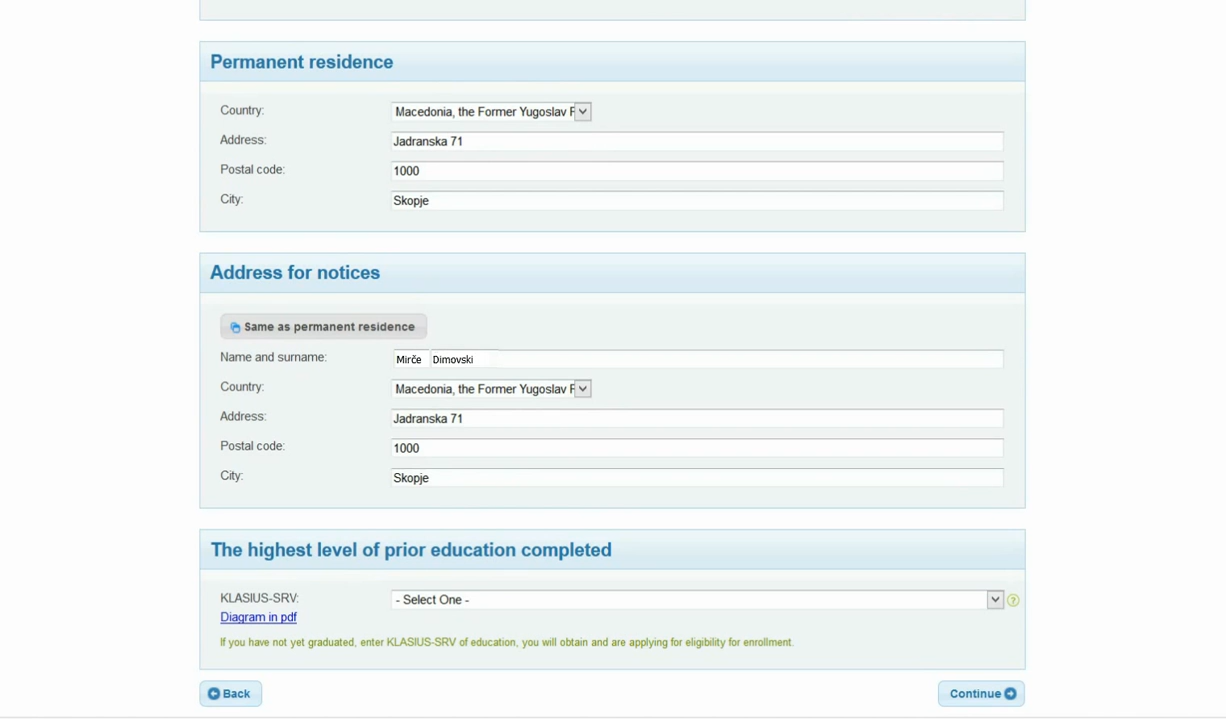 Permanent residence
Country: Macedonia, the Former Yugoslav F
Address: Jadranska 71
Postal code: 1000
City: Skopje
Address for notices
Same as permanent residence
Name and surname: Mirče Dimovski
Country: Macedonia, the Former Yugoslav F
Address: Jadranska 71
Postal code: 1000
City: Skopje
The highest level of prior education completed
KLASIUS-SRV: - Select One -
Diagram in pdf
If you have not yet graduated, enter KLASIUS-SRV of education, you will obtain and are applying for eligibility for enrollment.
Back Continue